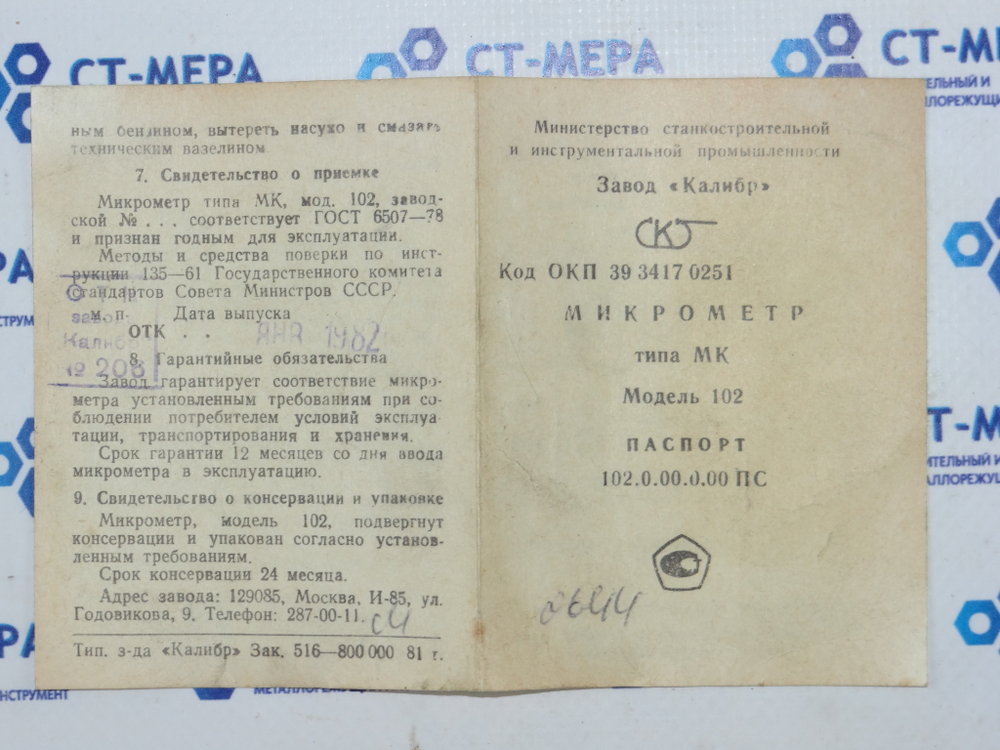 СТ-МЕРА
СТ-МЕРА
СТ-М
ным бензином, вытереть насухо и смазать
техническим вазелином
7. Свидетельство о приемке
Микрометр типа МК, мод. 102, завод-
ской № . . . соответствует ГОСТ 6507—78
и признан годным для эксплуатации.
Методы и средства поверки по инст-
рукции 135—61 Государственного комитета
стандартов Совета Министров СССР.
м. п. Дата выпуска
ОТК . . ЯНВ 1982
завод
Калибр
№ 208
8. Гарантийные обязательства
Завод гарантирует соответствие микро-
метра установленным требованиям при со-
блюдении потребителем условий эксплуа-
тации, транспортирования и хранения.
Срок гарантии 12 месяцев со дня ввода
микрометра в эксплуатацию.
9. Свидетельство о консервации и упаковке
Микрометр, модель 102, подвергнут
консервации и упакован согласно установ-
ленным требованиям.
Срок консервации 24 месяца.
Адрес завода: 129085, Москва, И-85, ул.
Годовикова, 9. Телефон: 287-00-11.
Тип. з-да «Калибр» Зак. 516—800 000 81 г.
Министерство станкостроительной
и инструментальной промышленности
Завод «Калибр»
Код ОКП 39 3417 0251
МИКРОМЕТР
типа МК
Модель 102
ПАСПОРТ
102.0.00.0.00 ПС